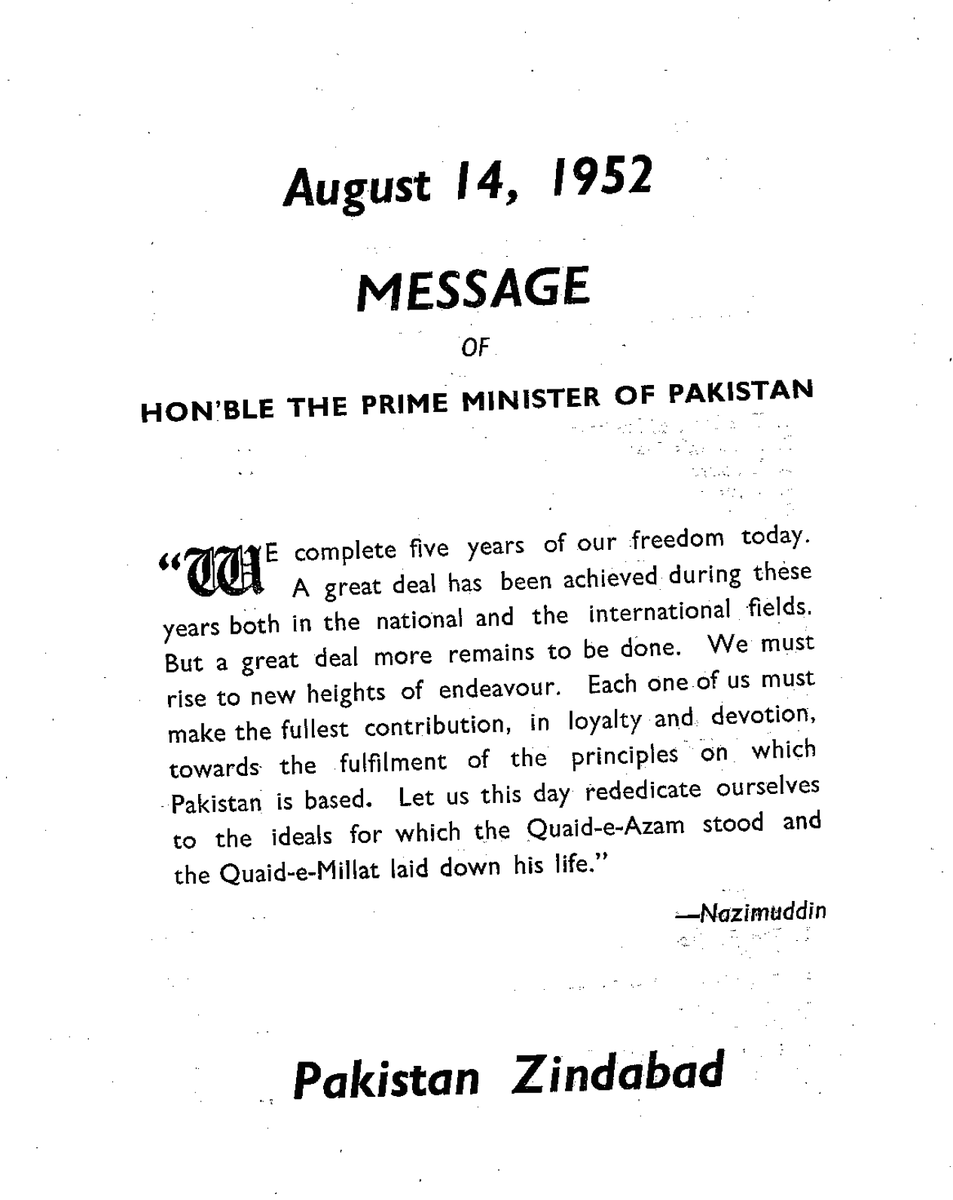 August 14, 1952
MESSAGE
OF
HON'BLE THE PRIME MINISTER OF PAKISTAN
“WE complete five years of our freedom today.
A great deal has been achieved during these
years both in the national and the international fields.
But a great deal more remains to be done. We must
rise to new heights of endeavour. Each one of us must
make the fullest contribution, in loyalty and devotion,
towards the fulfilment of the principles on which
Pakistan is based. Let us this day rededicate ourselves
to the ideals for which the Quaid-e-Azam stood and
the Quaid-e-Millat laid down his life.”
—Nazimuddin
Pakistan Zindabad